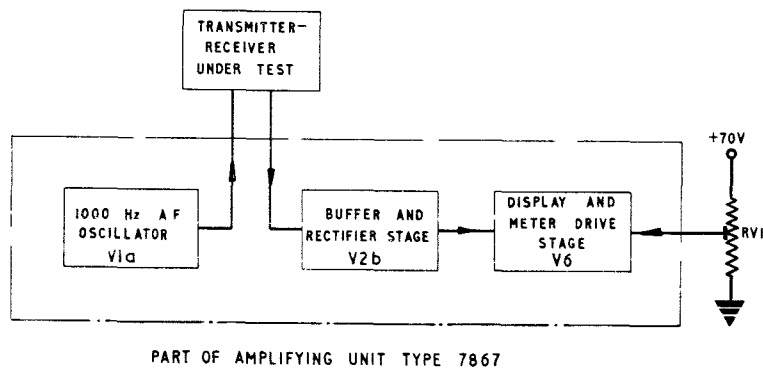 TRANSMITTER-
RECEIVER
UNDER TEST
1000 Hz AF
OSCILLATOR
V1a
BUFFER AND
RECTIFIER STAGE
V2b
DISPLAY AND
METER DRIVE
STAGE
V6
+70V
RV1
PART OF AMPLIFYING UNIT TYPE 7867